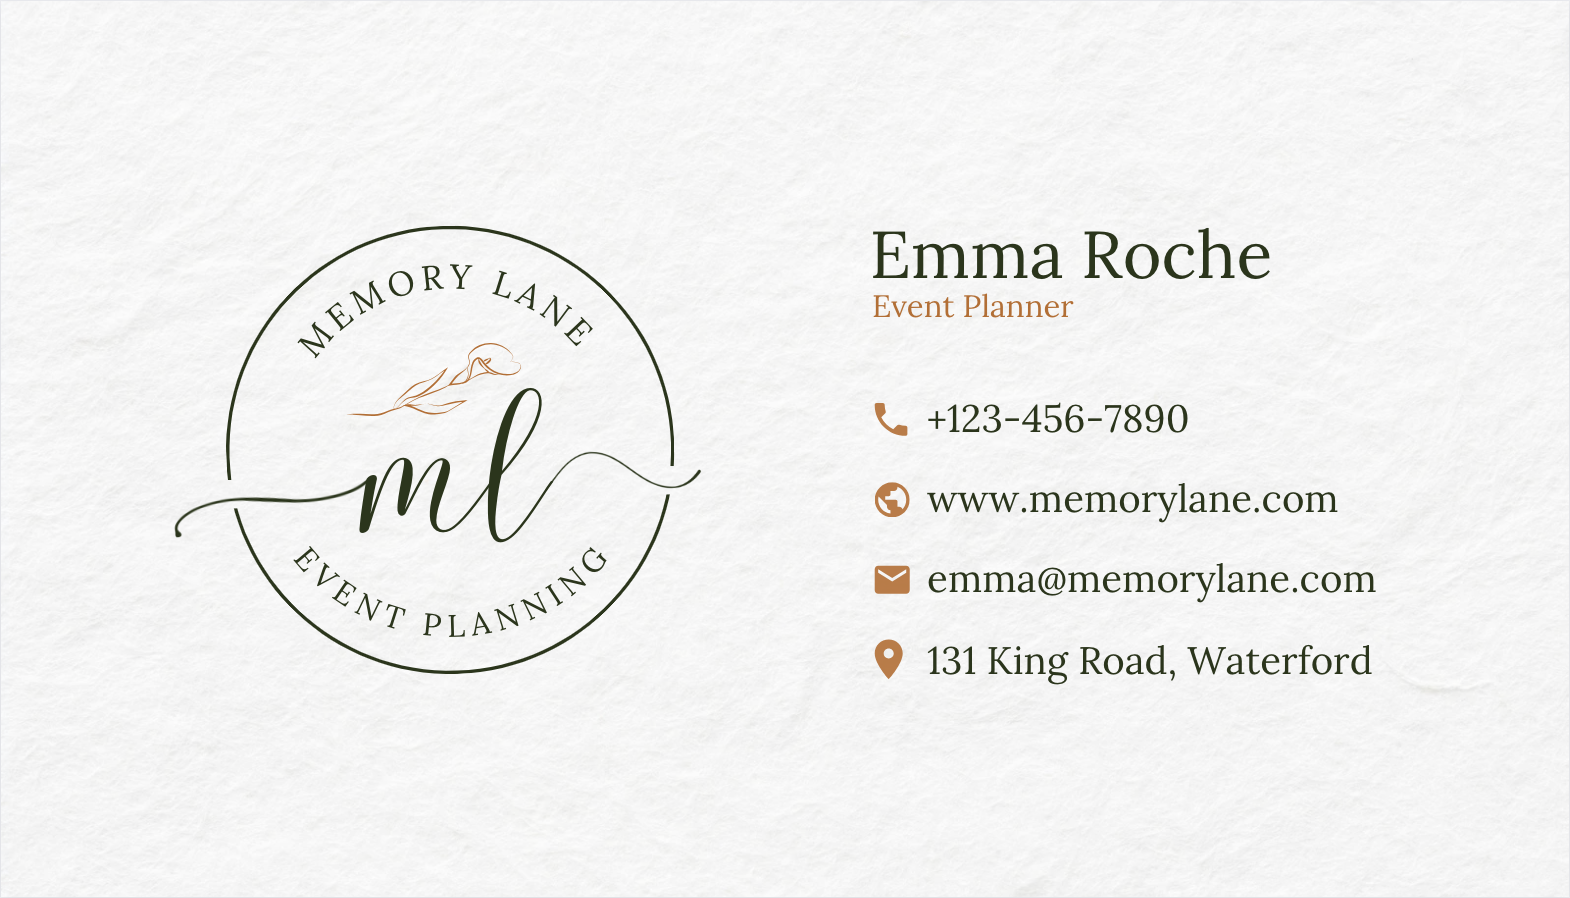 MEMORY LANE
ml
EVENT PLANNING
Emma Roche
Event Planner
+123-456-7890
www.memorylane.com
emma@memorylane.com
131 King Road, Waterford